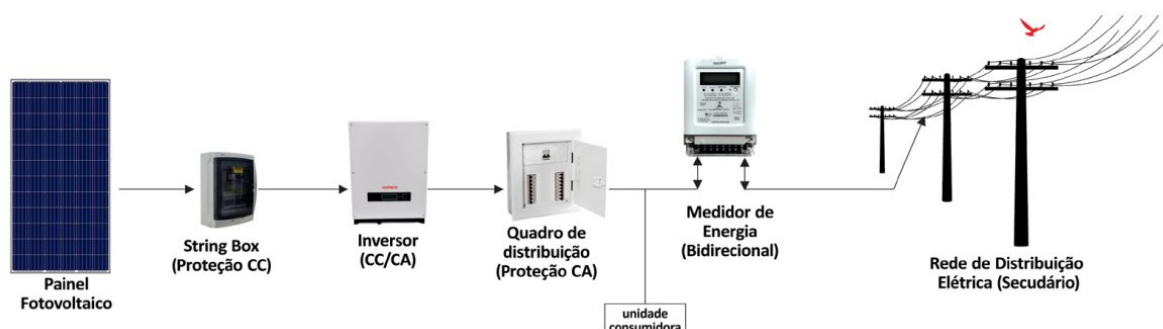 Painel
Fotovoltaico
String Box
(Proteção CC)
Inversor
(CC/CA)
Quadro de
distribuição
(Proteção CA)
unidade
consumidora
Medidor de
Energia
(Bidirecional)
Rede de Distribuição
Elétrica (Secudário)